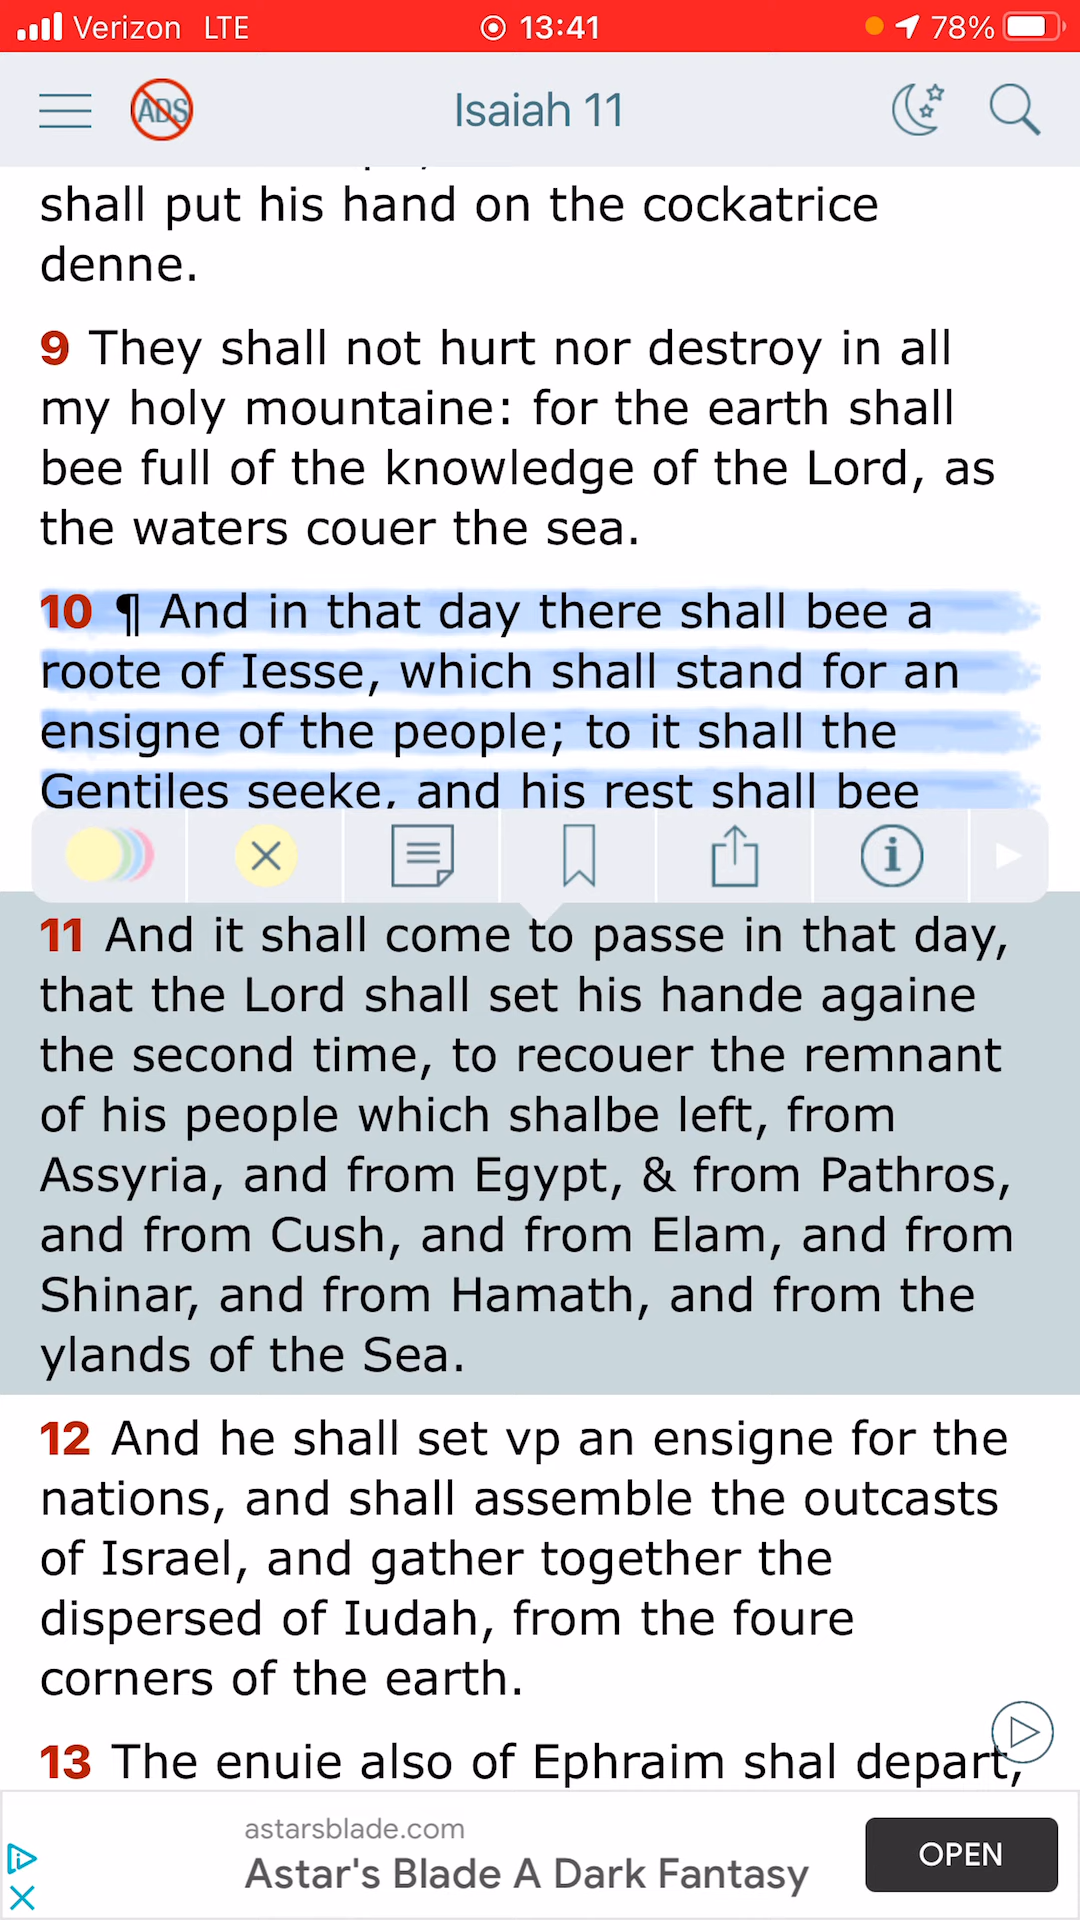 Verizon LTE 13:41 78%
ADS Isaiah 11
shall put his hand on the cockatrice
denne.
9 They shall not hurt nor destroy in all
my holy mountaine: for the earth shall
bee full of the knowledge of the Lord, as
the waters couer the sea.
10 ¶ And in that day there shall bee a
roote of Iesse, which shall stand for an
ensigne of the people; to it shall the
Gentiles seeke, and his rest shall bee
11 And it shall come to passe in that day,
that the Lord shall set his hande againe
the second time, to recouer the remnant
of his people which shalbe left, from
Assyria, and from Egypt, & from Pathros,
and from Cush, and from Elam, and from
Shinar, and from Hamath, and from the
ylands of the Sea.
12 And he shall set vp an ensigne for the
nations, and shall assemble the outcasts
of Israel, and gather together the
dispersed of Iudah, from the foure
corners of the earth.
13 The enuie also of Ephraim shal depart,
astarsblade.com
Astar's Blade A Dark Fantasy
OPEN